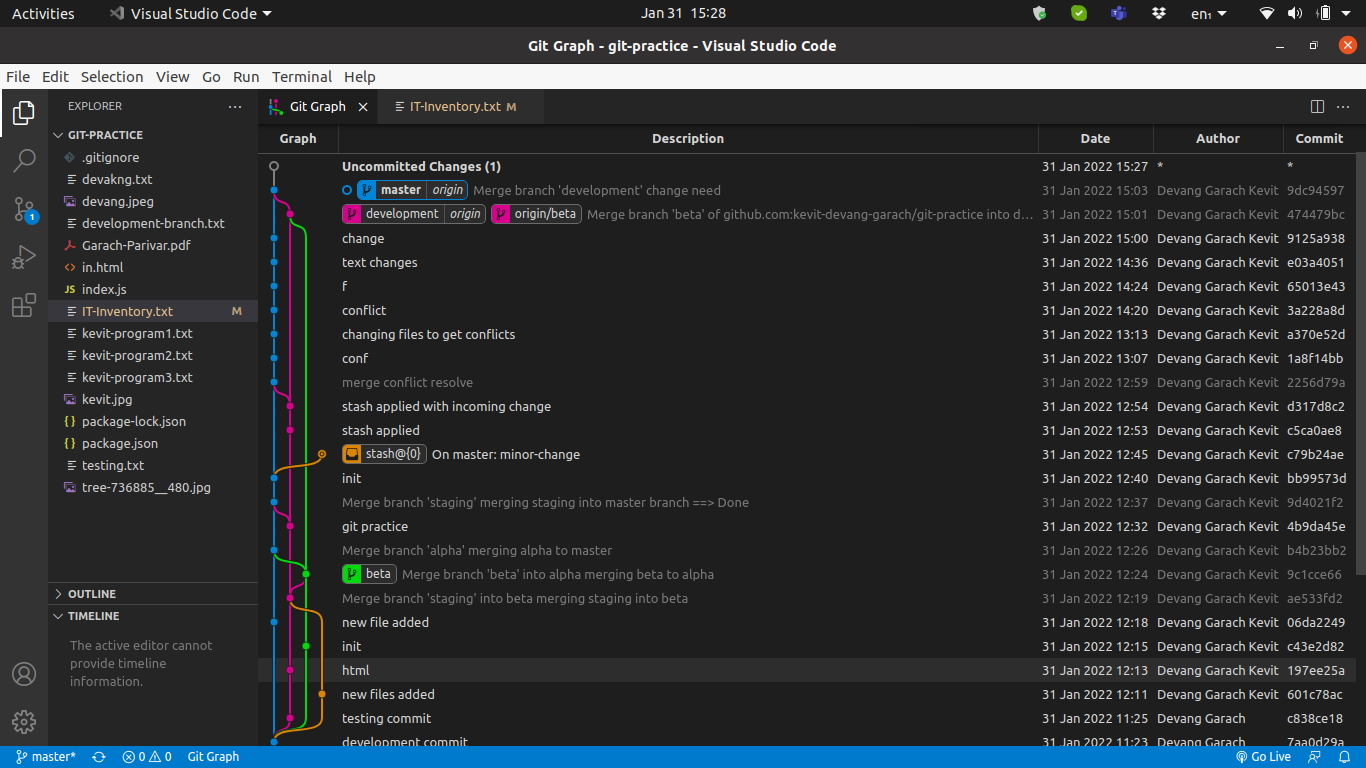 Activities Visual Studio Code Jan 31 15:28 en₁
Git Graph - git-practice - Visual Studio Code
File Edit Selection View Go Run Terminal Help
EXPLORER
GIT-PRACTICE
.gitignore
devakng.txt
devang.jpeg
development-branch.txt
Garach-Parivar.pdf
in.html
JS index.js
IT-Inventory.txt M
kevit-program1.txt
kevit-program2.txt
kevit-program3.txt
kevit.jpg
package-lock.json
package.json
testing.txt
tree-736885__480.jpg
OUTLINE
TIMELINE
The active editor cannot
provide timeline
information.
1
Git Graph IT-Inventory.txt M
Graph Description Date Author Commit
Uncommitted Changes (1) 31 Jan 2022 15:27 * *
master origin Merge branch 'development' change need 31 Jan 2022 15:03 Devang Garach Kevit 9dc94597
development origin origin/beta Merge branch 'beta' of github.com:kevit-devang-garach/git-practice into d… 31 Jan 2022 15:01 Devang Garach Kevit 474479bc
change 31 Jan 2022 15:00 Devang Garach Kevit 9125a938
text changes 31 Jan 2022 14:36 Devang Garach Kevit e03a4051
f 31 Jan 2022 14:24 Devang Garach Kevit 65013e43
conflict 31 Jan 2022 14:20 Devang Garach Kevit 3a228a8d
changing files to get conflicts 31 Jan 2022 13:13 Devang Garach Kevit a370e52d
conf 31 Jan 2022 13:07 Devang Garach Kevit 1a8f14bb
merge conflict resolve 31 Jan 2022 12:59 Devang Garach Kevit 2256d79a
stash applied with incoming change 31 Jan 2022 12:54 Devang Garach Kevit d317d8c2
stash applied 31 Jan 2022 12:53 Devang Garach Kevit c5ca0ae8
stash@{0} On master: minor-change 31 Jan 2022 12:45 Devang Garach Kevit c79b24ae
init 31 Jan 2022 12:40 Devang Garach Kevit bb99573d
Merge branch 'staging' merging staging into master branch ==> Done 31 Jan 2022 12:37 Devang Garach Kevit 9d4021f2
git practice 31 Jan 2022 12:32 Devang Garach Kevit 4b9da45e
Merge branch 'alpha' merging alpha to master 31 Jan 2022 12:26 Devang Garach Kevit b4b23bb2
beta Merge branch 'beta' into alpha merging beta to alpha 31 Jan 2022 12:24 Devang Garach Kevit 9c1cce66
Merge branch 'staging' into beta merging staging into beta 31 Jan 2022 12:19 Devang Garach Kevit ae533fd2
new file added 31 Jan 2022 12:18 Devang Garach Kevit 06da2249
init 31 Jan 2022 12:15 Devang Garach Kevit c43e2d82
html 31 Jan 2022 12:13 Devang Garach Kevit 197ee25a
new files added 31 Jan 2022 12:11 Devang Garach Kevit 601c78ac
testing commit 31 Jan 2022 11:25 Devang Garach c838ce18
development commit 31 Jan 2022 11:23 Devang Garach 7aa0d29a
master* 0 0 Git Graph Go Live